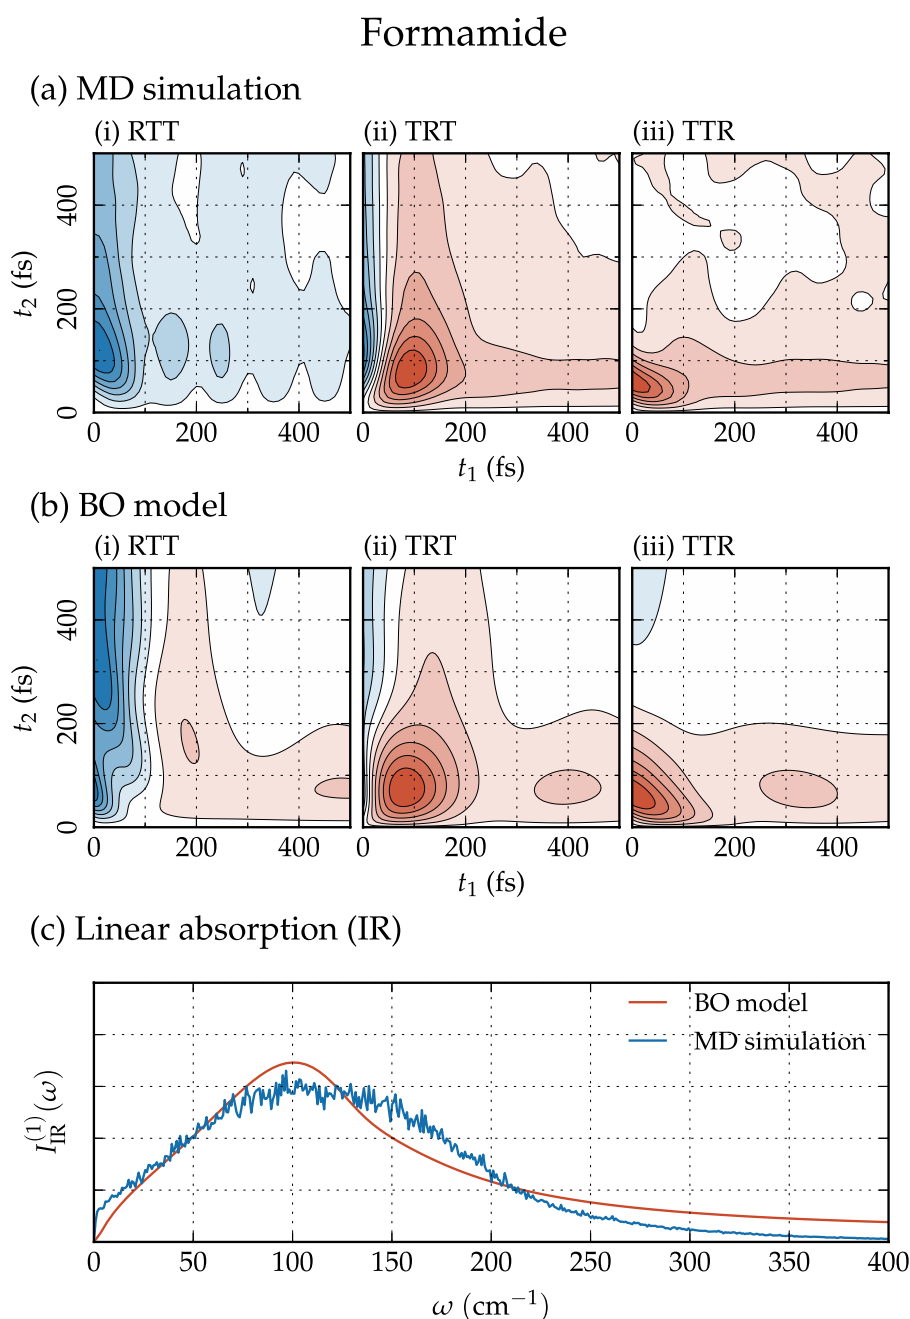 Formamide
(a) MD simulation
(i) RTT (ii) TRT (iii) TTR
400
200
0
t₂ (fs)
0 200 400 0 200 400 0 200 400
t₁ (fs)
(b) BO model
(i) RTT (ii) TRT (iii) TTR
400
200
0
t₂ (fs)
0 200 400 0 200 400 0 200 400
t₁ (fs)
(c) Linear absorption (IR)
BO model
MD simulation
I_IR^(1)(ω)
0 50 100 150 200 250 300 350 400
ω (cm⁻¹)